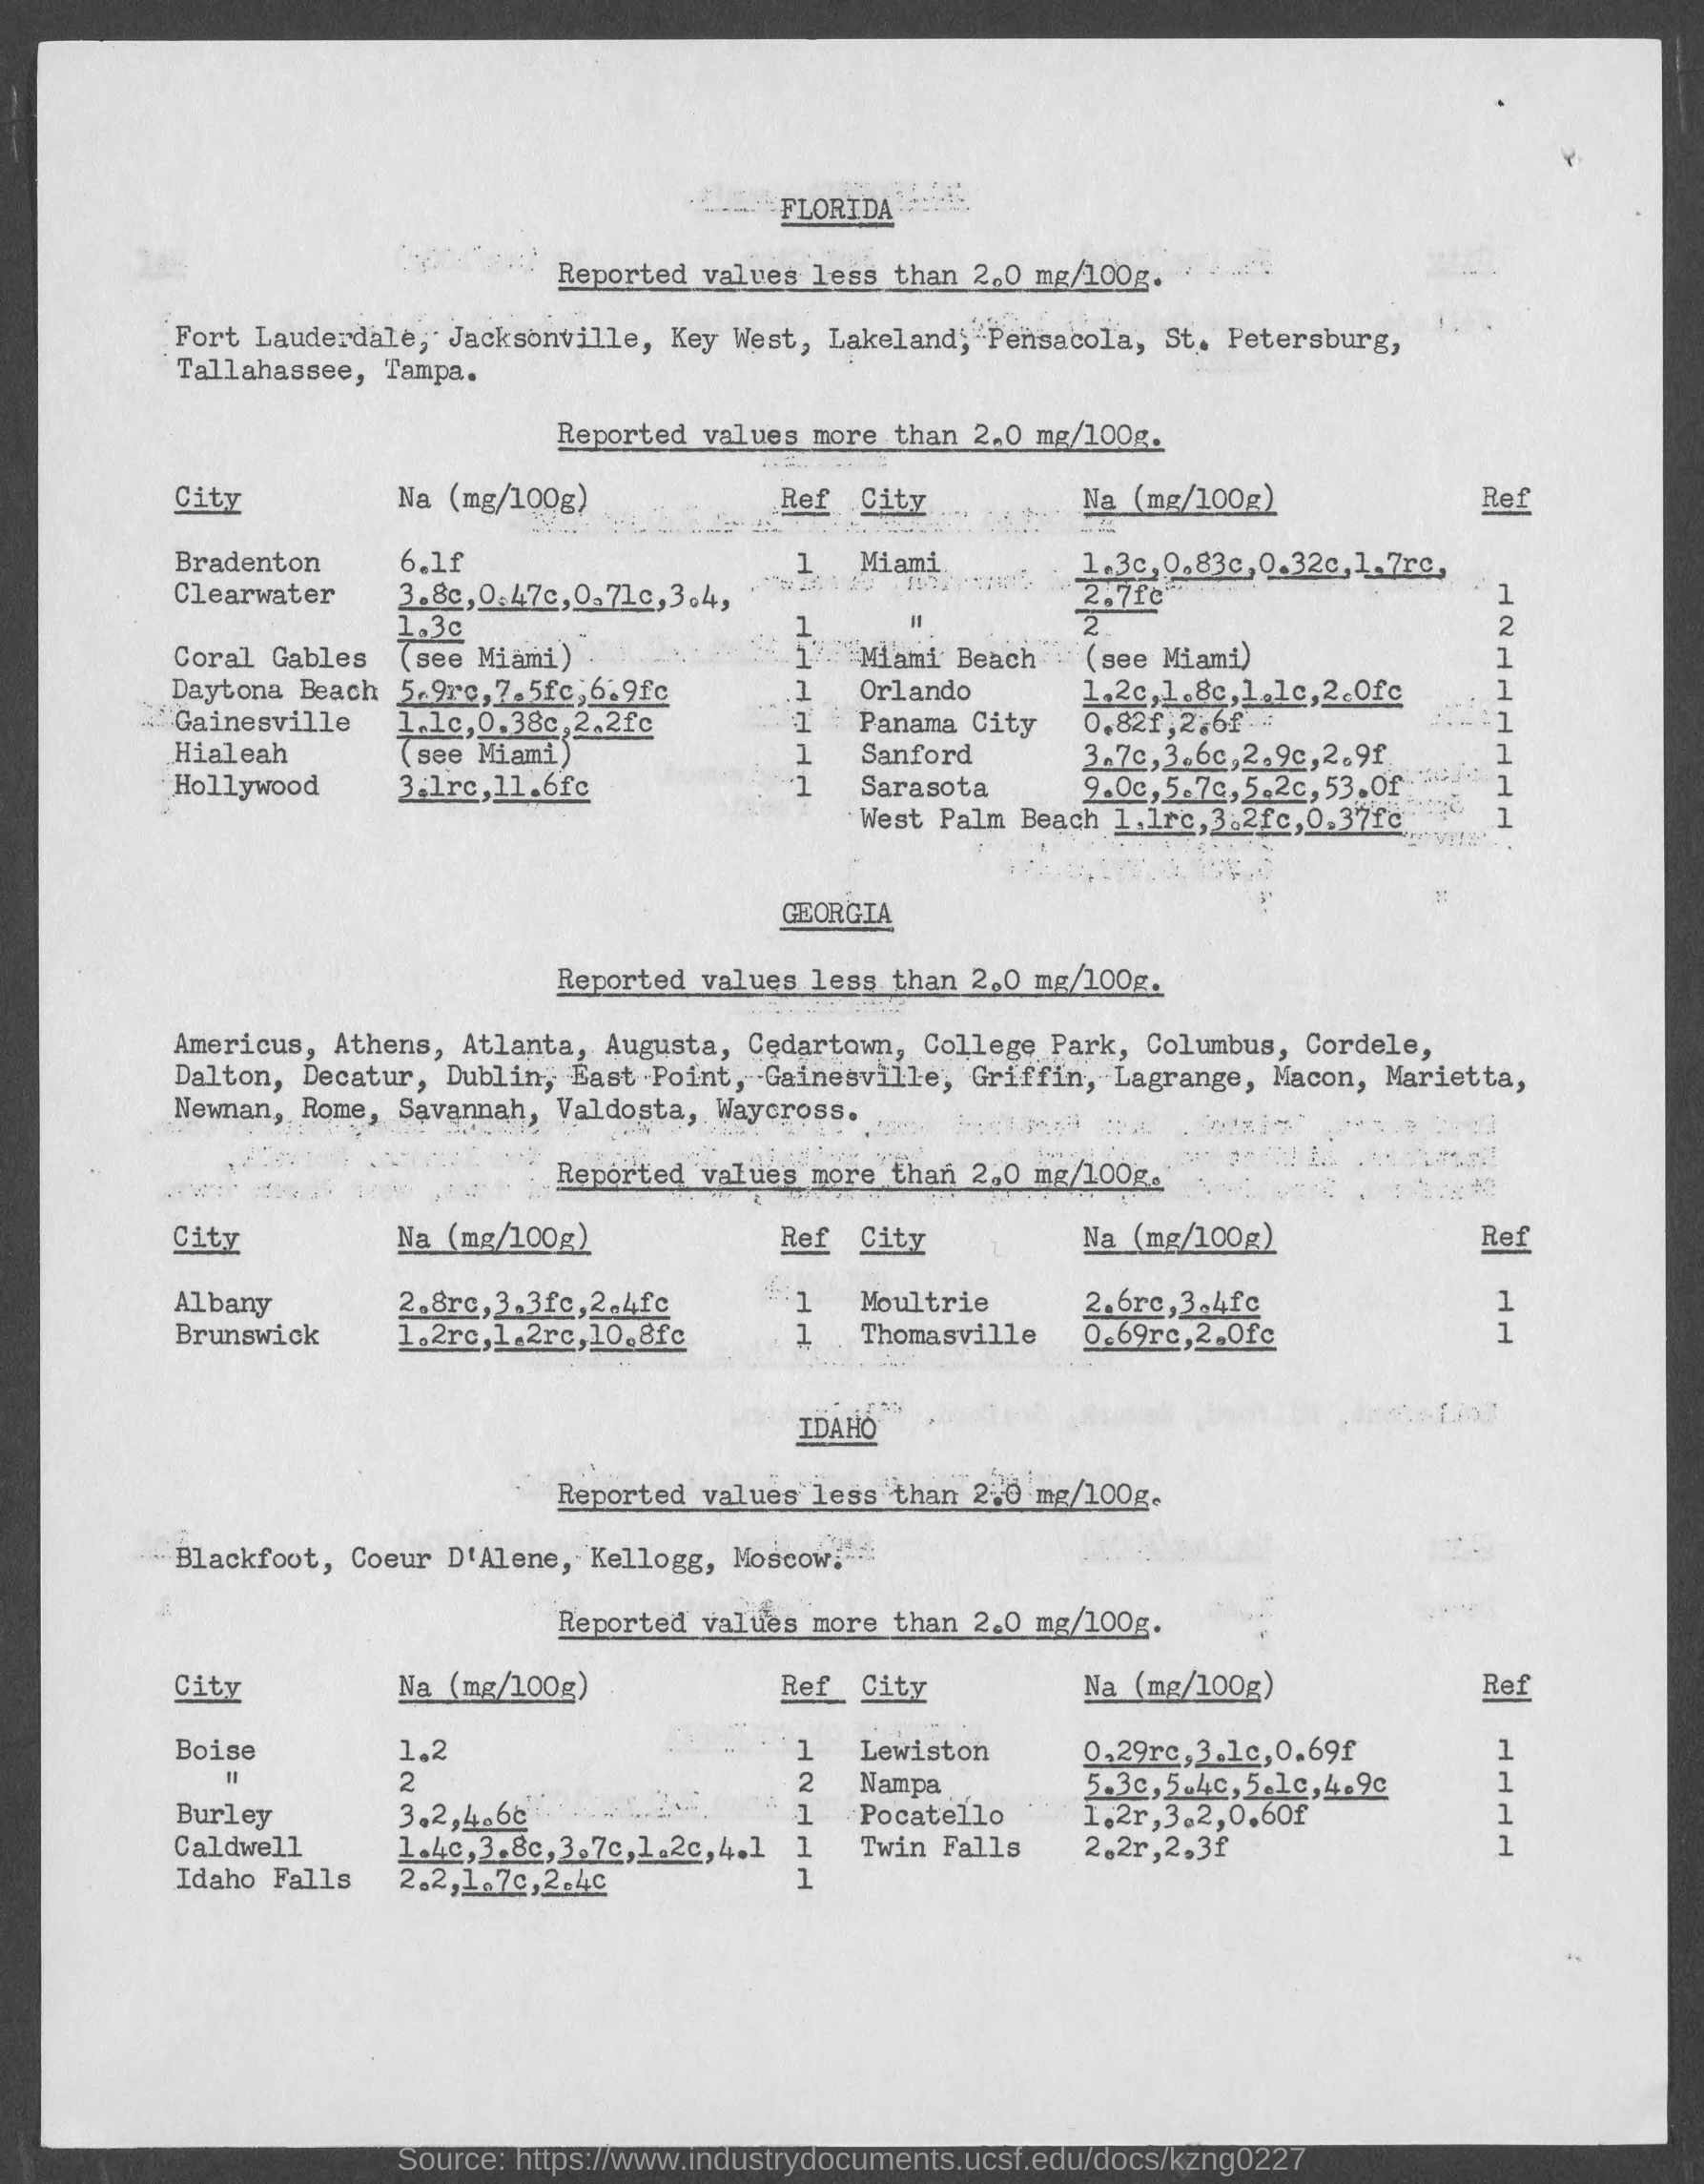 FLORIDA
Reported values less than 2.0 mg/100g.
Fort Lauderdale, Jacksonville, Key West, Lakeland, Pensacola, St. Petersburg,
Tallahassee, Tampa.
Reported values more than 2.0 mg/100g.
City Na (mg/100g) Ref City Na (mg/100g) Ref
Bradenton 6.1f 1 Miami 1.3c,0.83c,0.32c,1.7rc,
Clearwater 3.8c,0.47c,0.71c,3.4, 2.7fc 1
1.3c 1 " 2 2
Coral Gables (see Miami) 1 Miami Beach (see Miami) 1
Daytona Beach 5.9rc,7.5fc,6.9fc 1 Orlando 1.2c,1.8c,1.1c,2.0fc 1
Gainesville 1.1c,0.38c,2.2fc 1 Panama City 0.82f,2.6f 1
Hialeah (see Miami) 1 Sanford 3.7c,3.6c,2.9c,2.9f 1
Hollywood 3.1rc,11.6fc 1 Sarasota 9.0c,5.7c,5.2c,53.0f 1
West Palm Beach 1.1rc,3.2fc,0.37fc 1
GEORGIA
Reported values less than 2.0 mg/100g.
Americus, Athens, Atlanta, Augusta, Cedartown, College Park, Columbus, Cordele,
Dalton, Decatur, Dublin, East Point, Gainesville, Griffin, Lagrange, Macon, Marietta,
Newnan, Rome, Savannah, Valdosta, Waycross.
Reported values more than 2.0 mg/100g.
City Na (mg/100g) Ref City Na (mg/100g) Ref
Albany 2.8rc,3.3fc,2.4fc 1 Moultrie 2.6rc,3.4fc 1
Brunswick 1.2rc,1.2rc,10.8fc 1 Thomasville 0.69rc,2.0fc 1
IDAHO
Reported values less than 2.0 mg/100g.
Blackfoot, Coeur D'Alene, Kellogg, Moscow.
Reported values more than 2.0 mg/100g.
City Na (mg/100g) Ref City Na (mg/100g) Ref
Boise 1.2 1 Lewiston 0.29rc,3.1c,0.69f 1
" 2 2 Nampa 5.3c,5.4c,5.1c,4.9c 1
Burley 3.2,4.6c 1 Pocatello 1.2r,3.2,0.60f 1
Caldwell 1.4c,3.8c,3.7c,1.2c,4.1 1 Twin Falls 2.2r,2.3f 1
Idaho Falls 2.2,1.7c,2.4c 1
Source: https://www.industrydocuments.ucsf.edu/docs/kzng0227